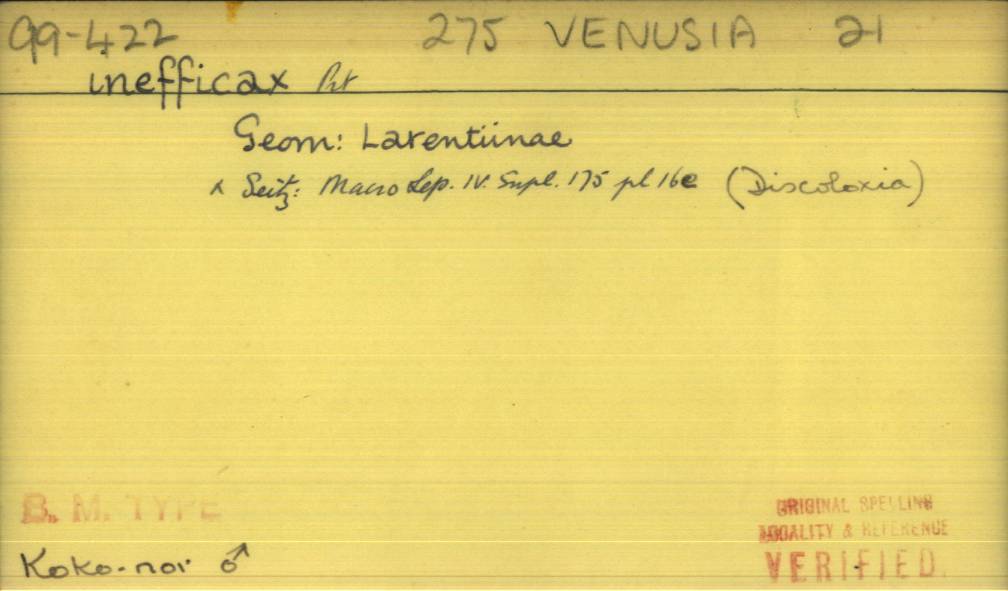 99-422 275 VENUSIA 21
inefficax Prt
Geom: Larentiinae
x Seitz: Macro Lep. IV. Supl. 175 pl 16e (Discoloxia)
B. M. TYPE
Koko-nor ♂
ORIGINAL SPELLING
LOCALITY & REFERENCE
VERIFIED.